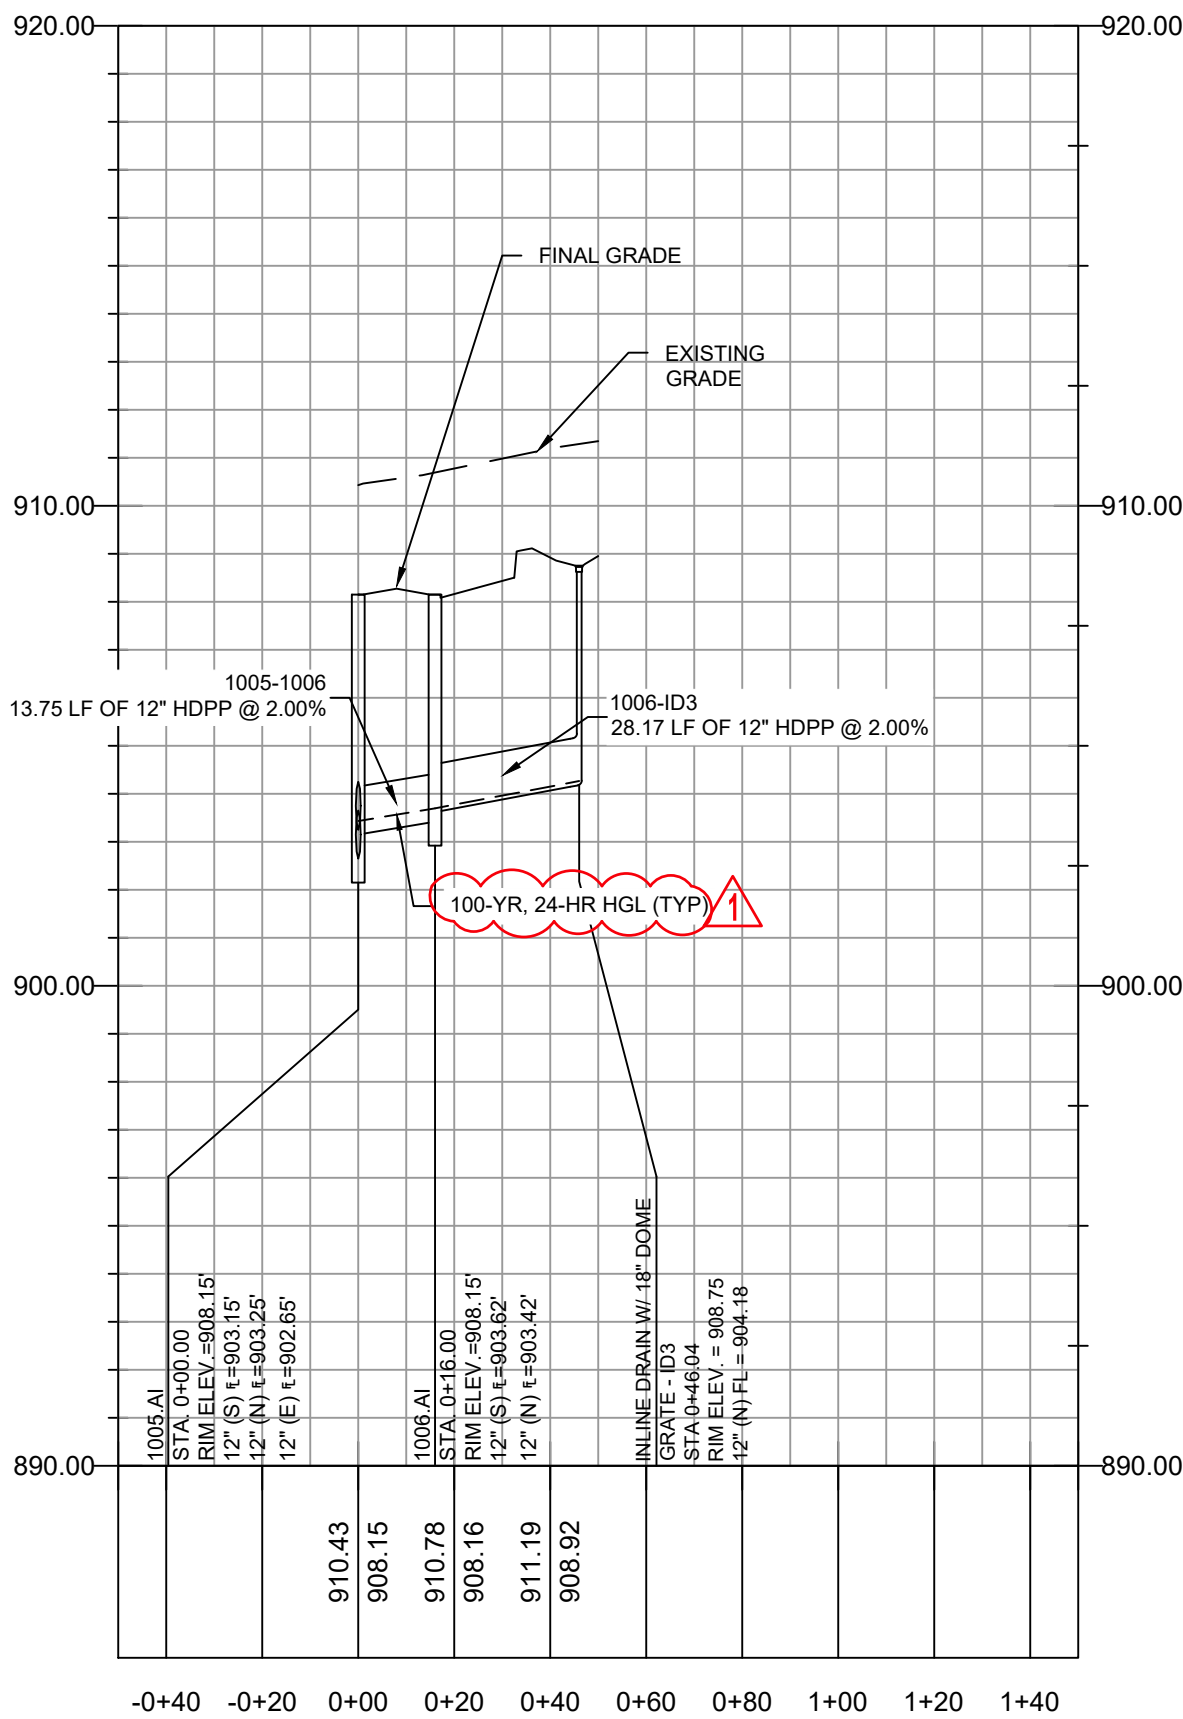 920.00
920.00
FINAL GRADE
EXISTING
GRADE
910.00
910.00
1005-1006
13.75 LF OF 12" HDPP @ 2.00%
1006-ID3
28.17 LF OF 12" HDPP @ 2.00%
100-YR, 24-HR HGL (TYP)
1
900.00
900.00
1005.AI
STA. 0+00.00
RIM ELEV.=908.15'
12" (S) FL=903.15'
12" (N) FL=903.25'
12" (E) FL=902.65'
1006.AI
STA. 0+16.00
RIM ELEV.=908.15'
12" (S) FL=903.62'
12" (N) FL=903.42'
INLINE DRAIN W/ 18" DOME
GRATE - ID3
STA 0+46.04
RIM ELEV. = 908.75
12" (N) FL = 904.18
890.00
890.00
910.43
908.15
910.78
908.16
911.19
908.92
-0+40 -0+20 0+00 0+20 0+40 0+60 0+80 1+00 1+20 1+40